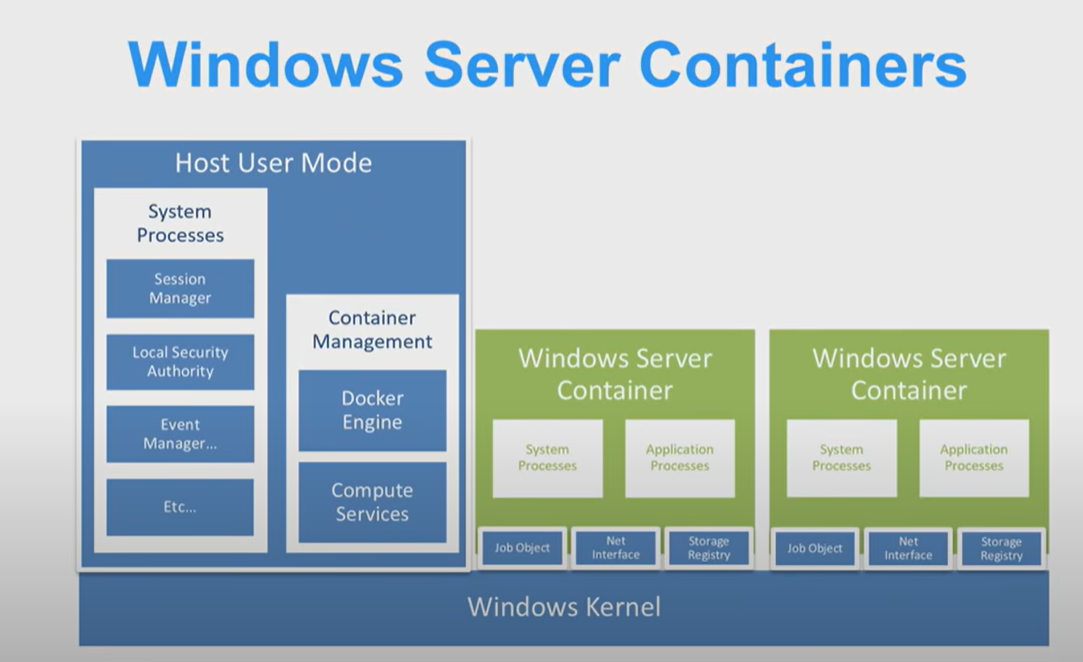 Windows Server Containers
Host User Mode
System
Processes
Session
Manager
Local Security
Authority
Event
Manager...
Etc...
Container
Management
Docker
Engine
Compute
Services
Windows Server
Container
System
Processes
Application
Processes
Job Object
Net
Interface
Storage
Registry
Windows Server
Container
System
Processes
Application
Processes
Job Object
Net
Interface
Storage
Registry
Windows Kernel